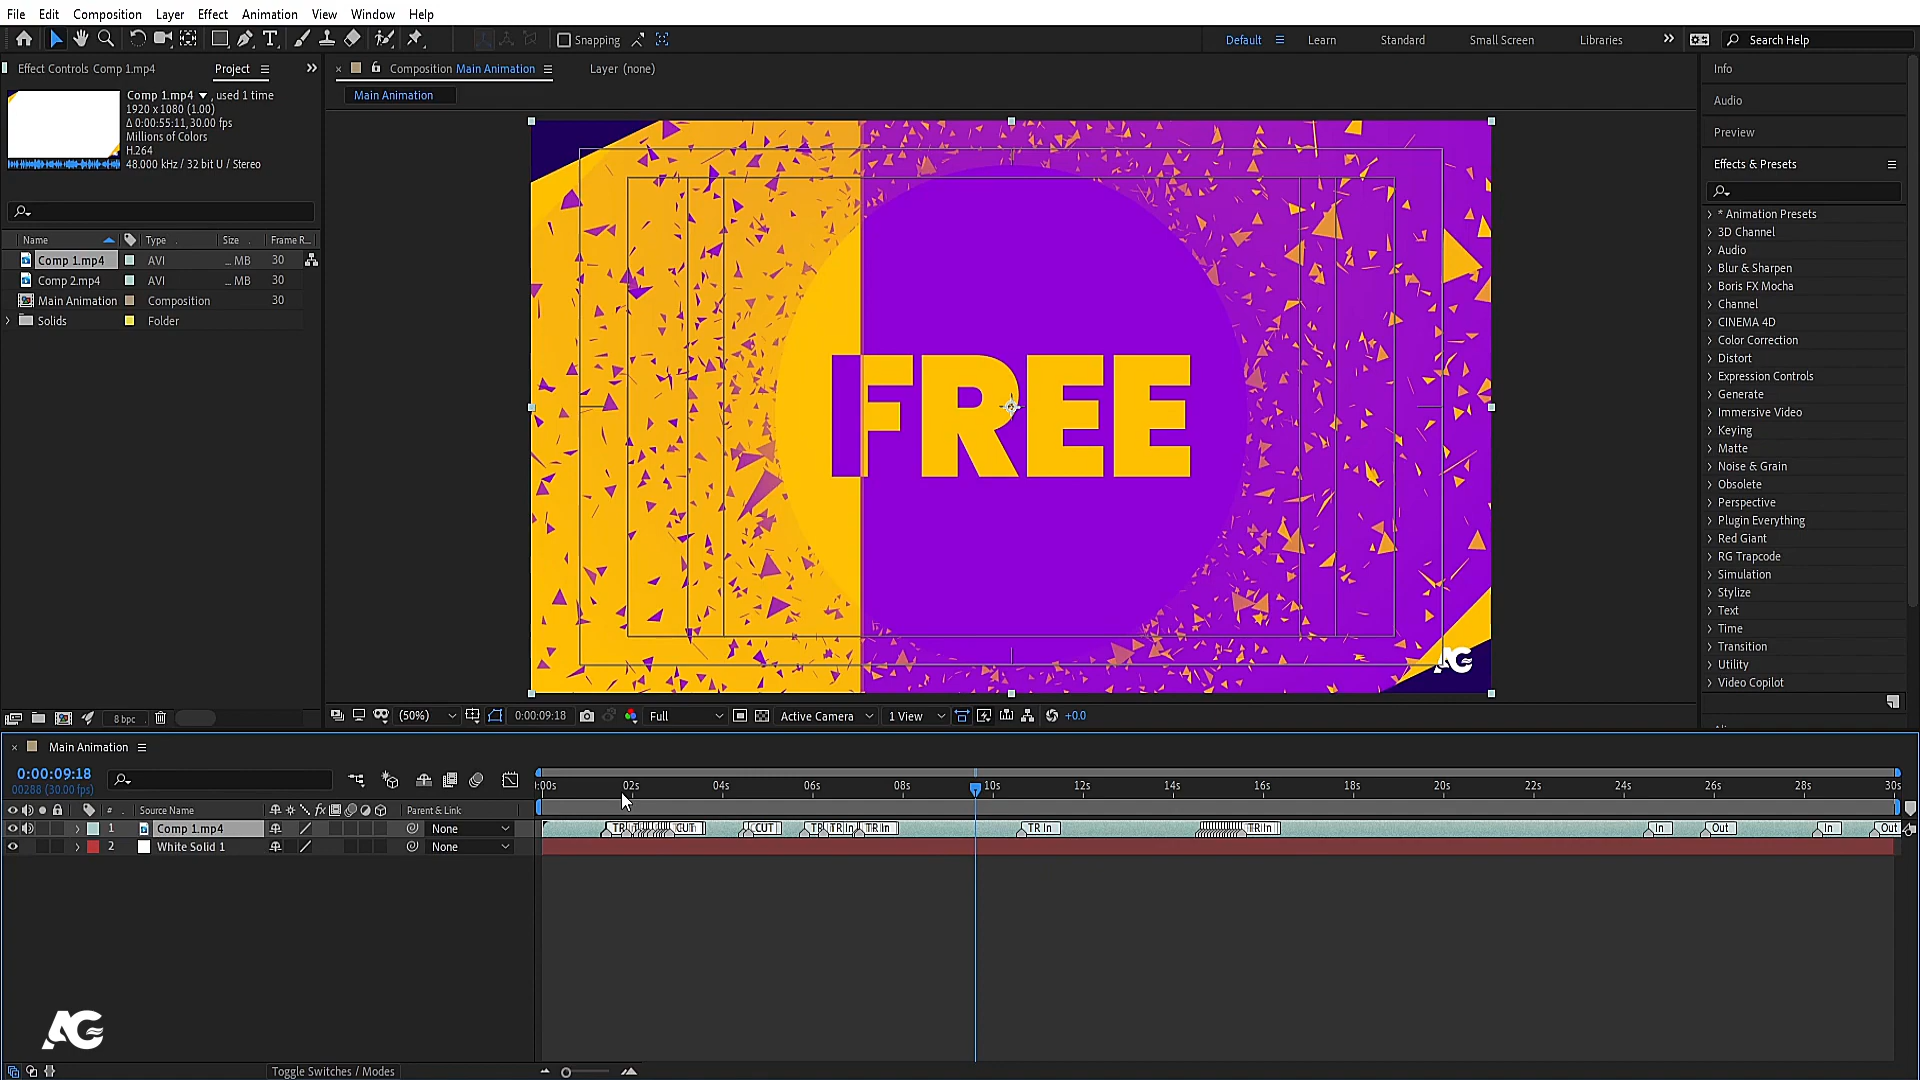 File Edit Composition Layer Effect Animation View Window Help
Snapping Default Learn Standard Small Screen Libraries Search Help
Effect Controls Comp 1.mp4 Project
Composition Main Animation Layer (none)
Main Animation
Comp 1.mp4 , used 1 time
1920 x 1080 (1.00)
Δ 0:00:55:11, 30.00 fps
Millions of Colors
H.264
48.000 kHz / 32 bit U / Stereo
Name Type Size Frame R...
Comp 1.mp4 AVI ... MB 30
Comp 2.mp4 AVI ... MB 30
Main Animation Composition 30
Solids Folder
8 bpc
FREE
AG
(50%) 0:00:09:18 Full Active Camera 1 View +0.0
Info
Audio
Preview
Effects & Presets
* Animation Presets
3D Channel
Audio
Blur & Sharpen
Boris FX Mocha
Channel
CINEMA 4D
Color Correction
Distort
Expression Controls
Generate
Immersive Video
Keying
Matte
Noise & Grain
Obsolete
Perspective
Plugin Everything
Red Giant
RG Trapcode
Simulation
Stylize
Text
Time
Transition
Utility
Video Copilot
Main Animation
0:00:09:18
00288 (30.00 fps)
:00s 02s 04s 06s 08s 10s 12s 14s 16s 18s 20s 22s 24s 26s 28s 30s
# Source Name fx Parent & Link
1 Comp 1.mp4 None CUT CUT TR In TR In TR In TR In In Out In Out
2 White Solid 1 None
AG
Toggle Switches / Modes